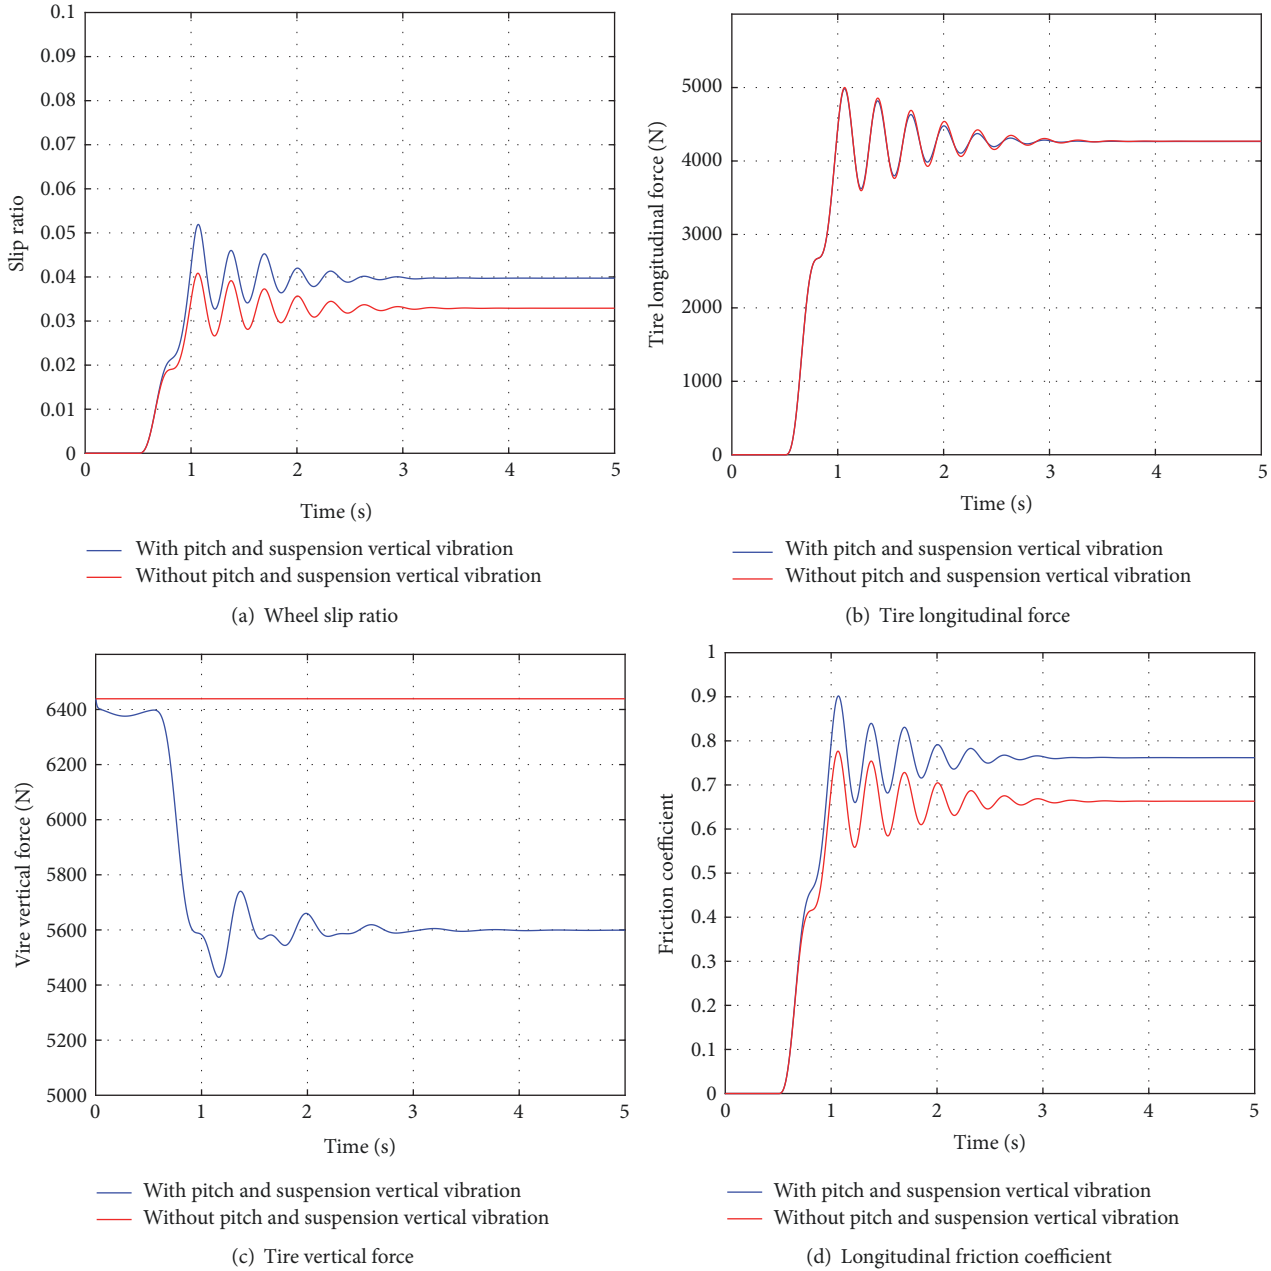 0.1
0.09
0.08
0.1
0.06
0.05
0.04
0.03
0.02
0.01
0
Slip ratio
0 1 2 3 4 5
Time (s)
With pitch and suspension vertical vibration
Without pitch and suspension vertical vibration
(a) Wheel slip ratio
5000
4000
3000
2000
1000
0
Tire longitudinal force (N)
0 1 2 3 4 5
Time (s)
With pitch and suspension vertical vibration
Without pitch and suspension vertical vibration
(b) Tire longitudinal force
6400
6200
6000
5800
5600
5400
5200
5000
Vire vertical force (N)
0 1 2 3 4 5
Time (s)
With pitch and suspension vertical vibration
Without pitch and suspension vertical vibration
(c) Tire vertical force
1
0.9
0.8
0.7
0.6
0.5
0.4
0.3
0.2
0.1
0
Friction coefficient
0 1 2 3 4 5
Time (s)
With pitch and suspension vertical vibration
Without pitch and suspension vertical vibration
(d) Longitudinal friction coefficient